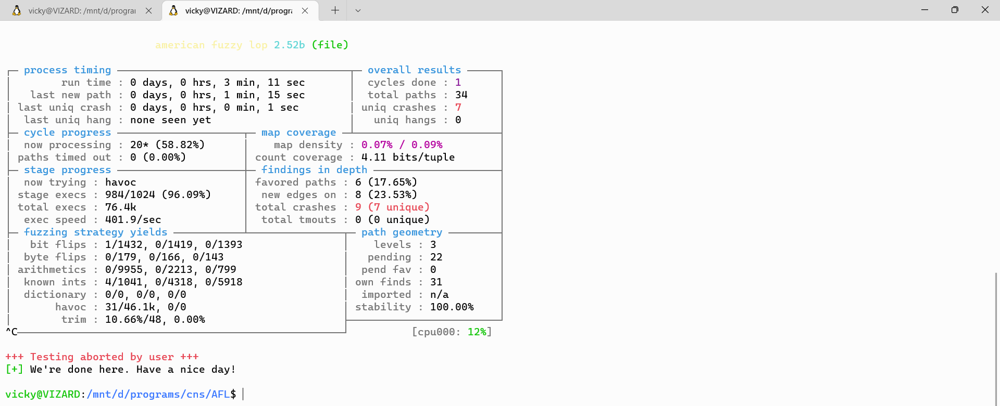 vicky@VIZARD: /mnt/d/prograr
vicky@VIZARD: /mnt/d/progra
american fuzzy lop 2.52b (file)
process timing overall results
run time : 0 days, 0 hrs, 3 min, 11 sec cycles done : 1
last new path : 0 days, 0 hrs, 1 min, 15 sec total paths : 34
last uniq crash : 0 days, 0 hrs, 0 min, 1 sec uniq crashes : 7
last uniq hang : none seen yet uniq hangs : 0
cycle progress map coverage
now processing : 20* (58.82%) map density : 0.07% / 0.09%
paths timed out : 0 (0.00%) count coverage : 4.11 bits/tuple
stage progress findings in depth
now trying : havoc favored paths : 6 (17.65%)
stage execs : 984/1024 (96.09%) new edges on : 8 (23.53%)
total execs : 76.4k total crashes : 9 (7 unique)
exec speed : 401.9/sec total tmouts : 0 (0 unique)
fuzzing strategy yields path geometry
bit flips : 1/1432, 0/1419, 0/1393 levels : 3
byte flips : 0/179, 0/166, 0/143 pending : 22
arithmetics : 0/9955, 0/2213, 0/799 pend fav : 0
known ints : 4/1041, 0/4318, 0/5918 own finds : 31
dictionary : 0/0, 0/0, 0/0 imported : n/a
havoc : 31/46.1k, 0/0 stability : 100.00%
trim : 10.66%/48, 0.00%
^C [cpu000: 12%]
+++ Testing aborted by user +++
[+] We're done here. Have a nice day!
vicky@VIZARD:/mnt/d/programs/cns/AFL$